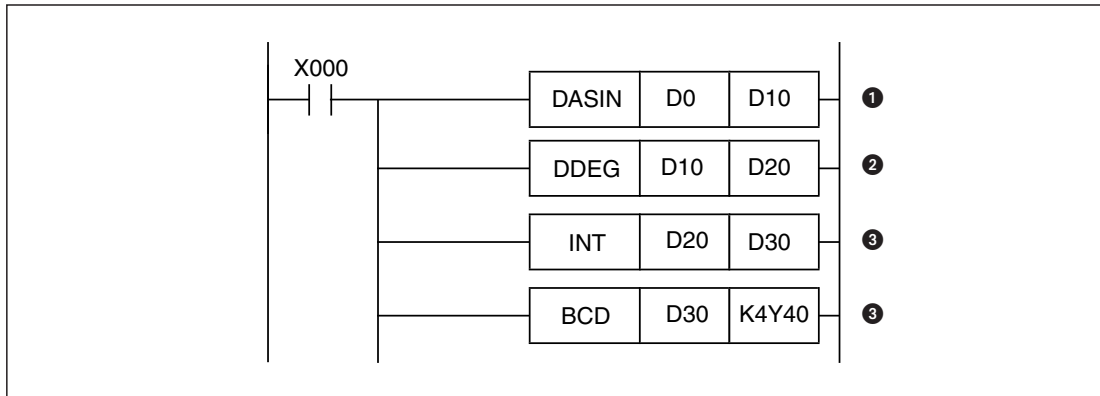 X000
DASIN D0 D10 ❶
DDEG D10 D20 ❷
INT D20 D30 ❸
BCD D30 K4Y40 ❸